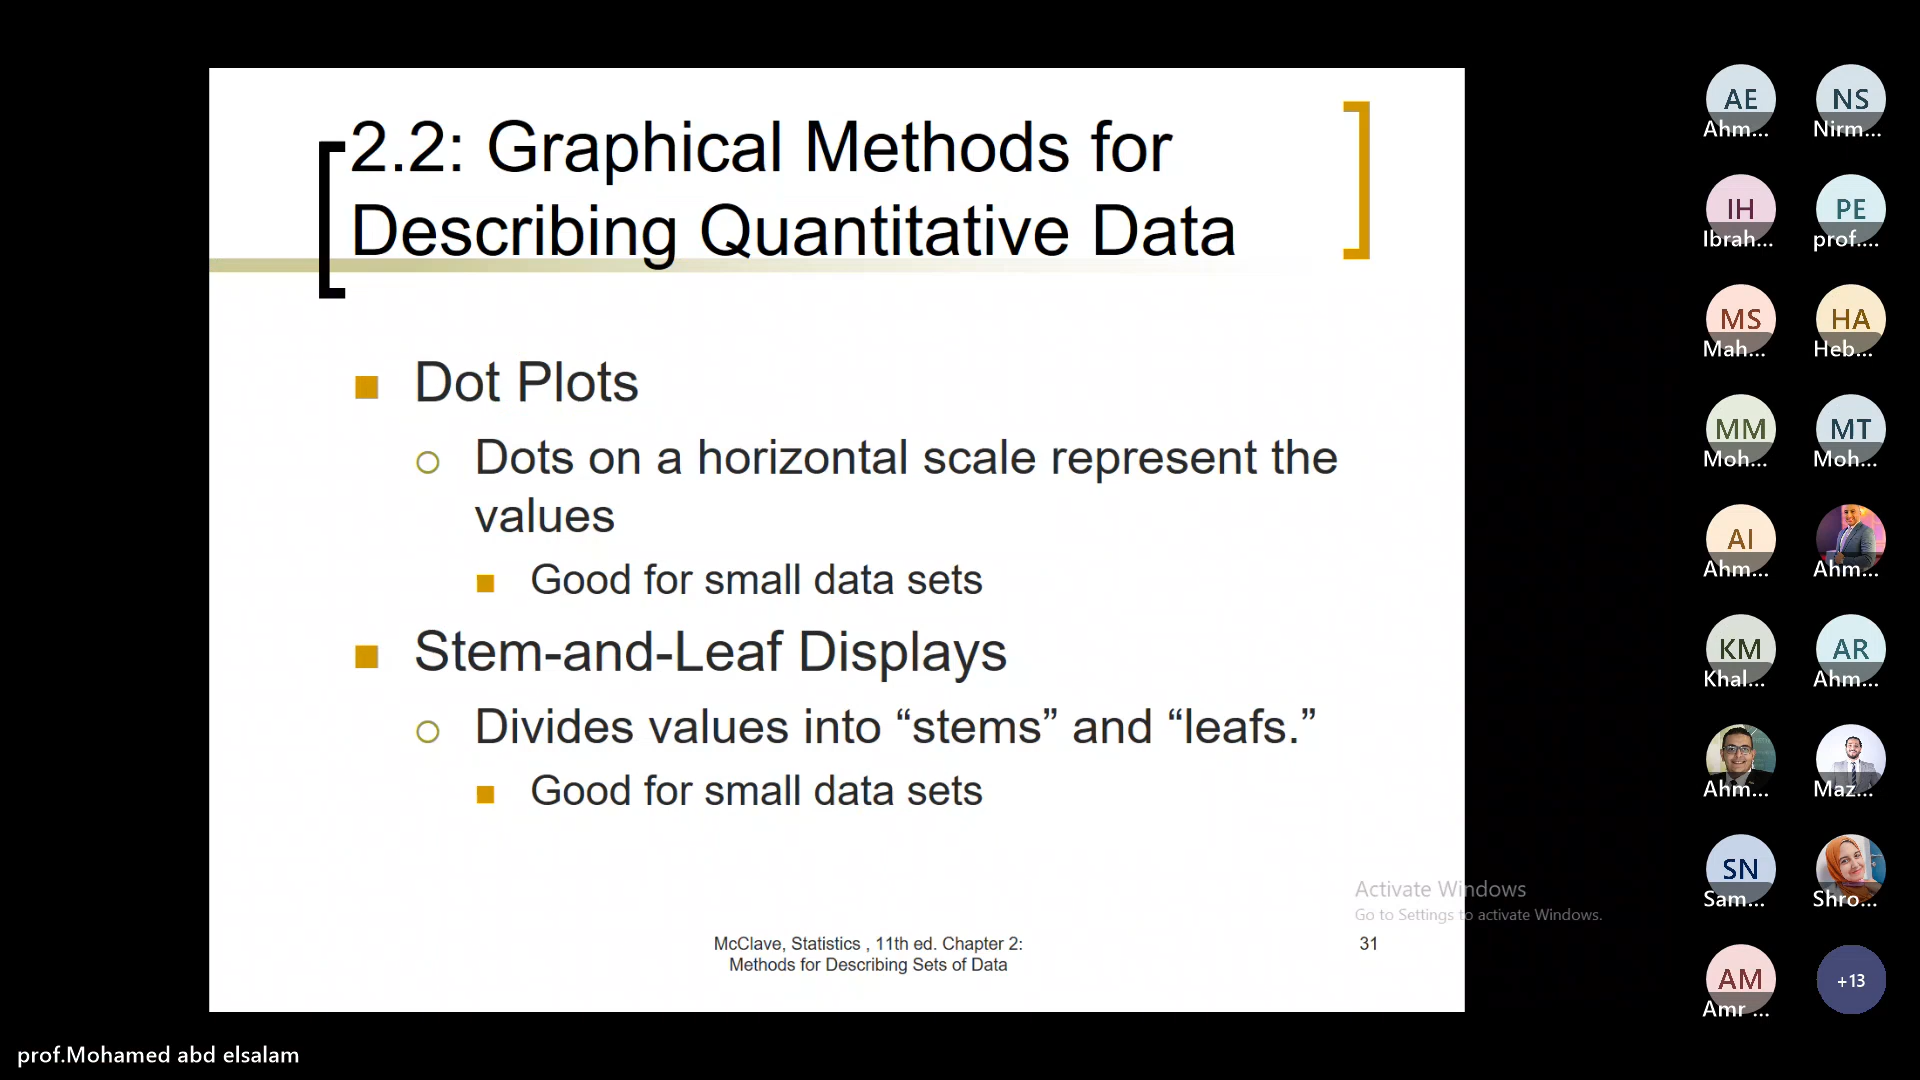 2.2: Graphical Methods for
Describing Quantitative Data
Dot Plots
Dots on a horizontal scale represent the
values
Good for small data sets
Stem-and-Leaf Displays
Divides values into “stems” and “leafs.”
Good for small data sets
McClave, Statistics , 11th ed. Chapter 2:
Methods for Describing Sets of Data
31
Activate Windows
Go to Settings to activate Windows.
AE
Ahm...
NS
Nirm...
IH
Ibrah...
PE
prof....
MS
Mah...
HA
Heb...
MM
Moh...
MT
Moh...
AI
Ahm...
Ahm...
KM
Khal...
AR
Ahm...
Ahm...
Maz...
SN
Sam...
Shro...
AM
Amr ...
+13
prof.Mohamed abd elsalam